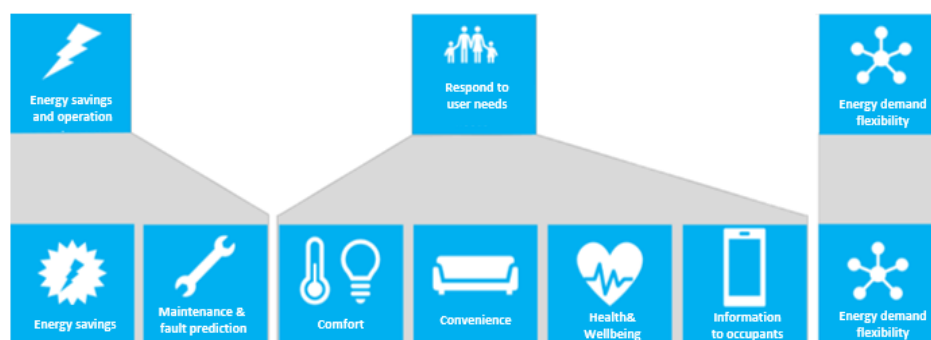 Energy savings
and operation
Respond to
user needs
Energy demand
flexibility
Energy savings
Maintenance &
fault prediction
Comfort
Convenience
Health&
Wellbeing
Information
to occupants
Energy demand
flexibility